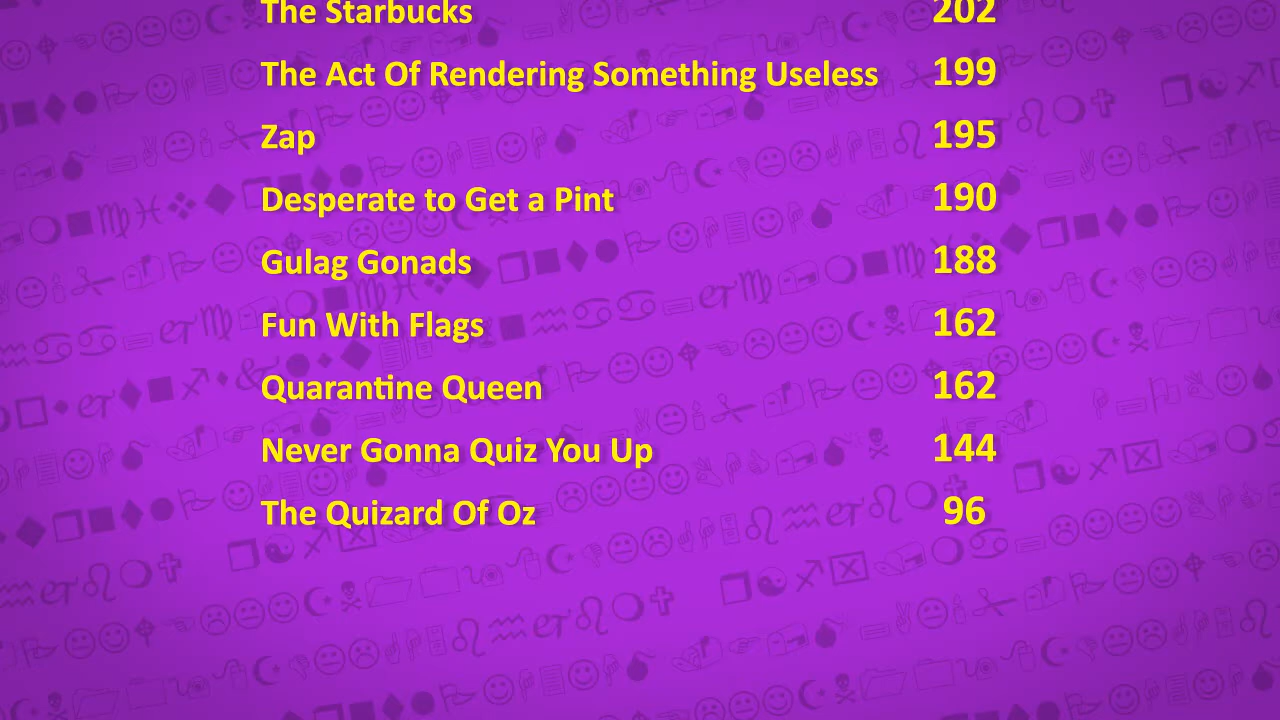 The Starbucks 202
The Act Of Rendering Something Useless 199
Zap 195
Desperate to Get a Pint 190
Gulag Gonads 188
Fun With Flags 162
Quarantine Queen 162
Never Gonna Quiz You Up 144
The Quizard Of Oz 96